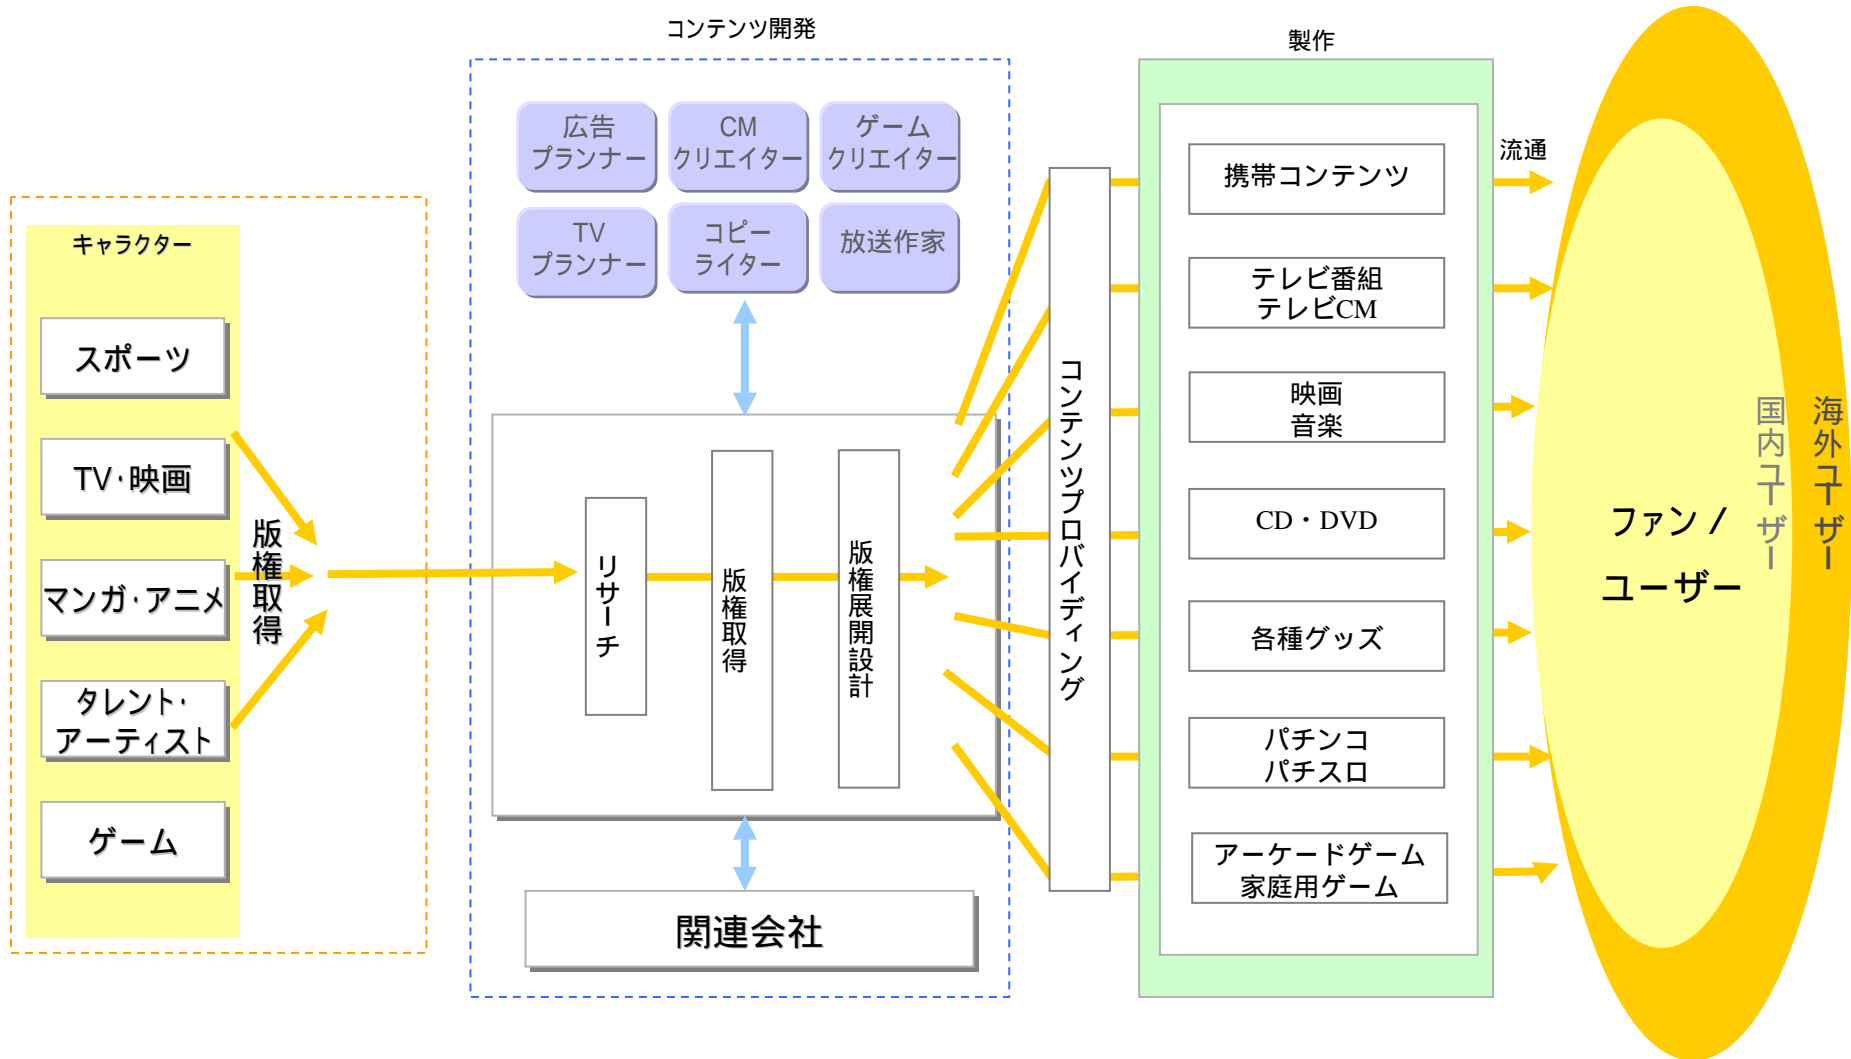 コンテンツ開発
製作
広告
プランナー
CM
クリエイター
ゲーム
クリエイター
TV
プランナー
コピー
ライター
放送作家
キャラクター
スポーツ
TV・映画
マンガ・アニメ
タレント・
アーティスト
ゲーム
版権取得
リサーチ
版権取得
版権展開設計
関連会社
コンテンツプロバイディング
携帯コンテンツ
テレビ番組
テレビCM
映画
音楽
CD・DVD
各種グッズ
パチンコ
パチスロ
アーケードゲーム
家庭用ゲーム
流通
ファン /
ユーザー
国内ユーザー
海外ユーザー